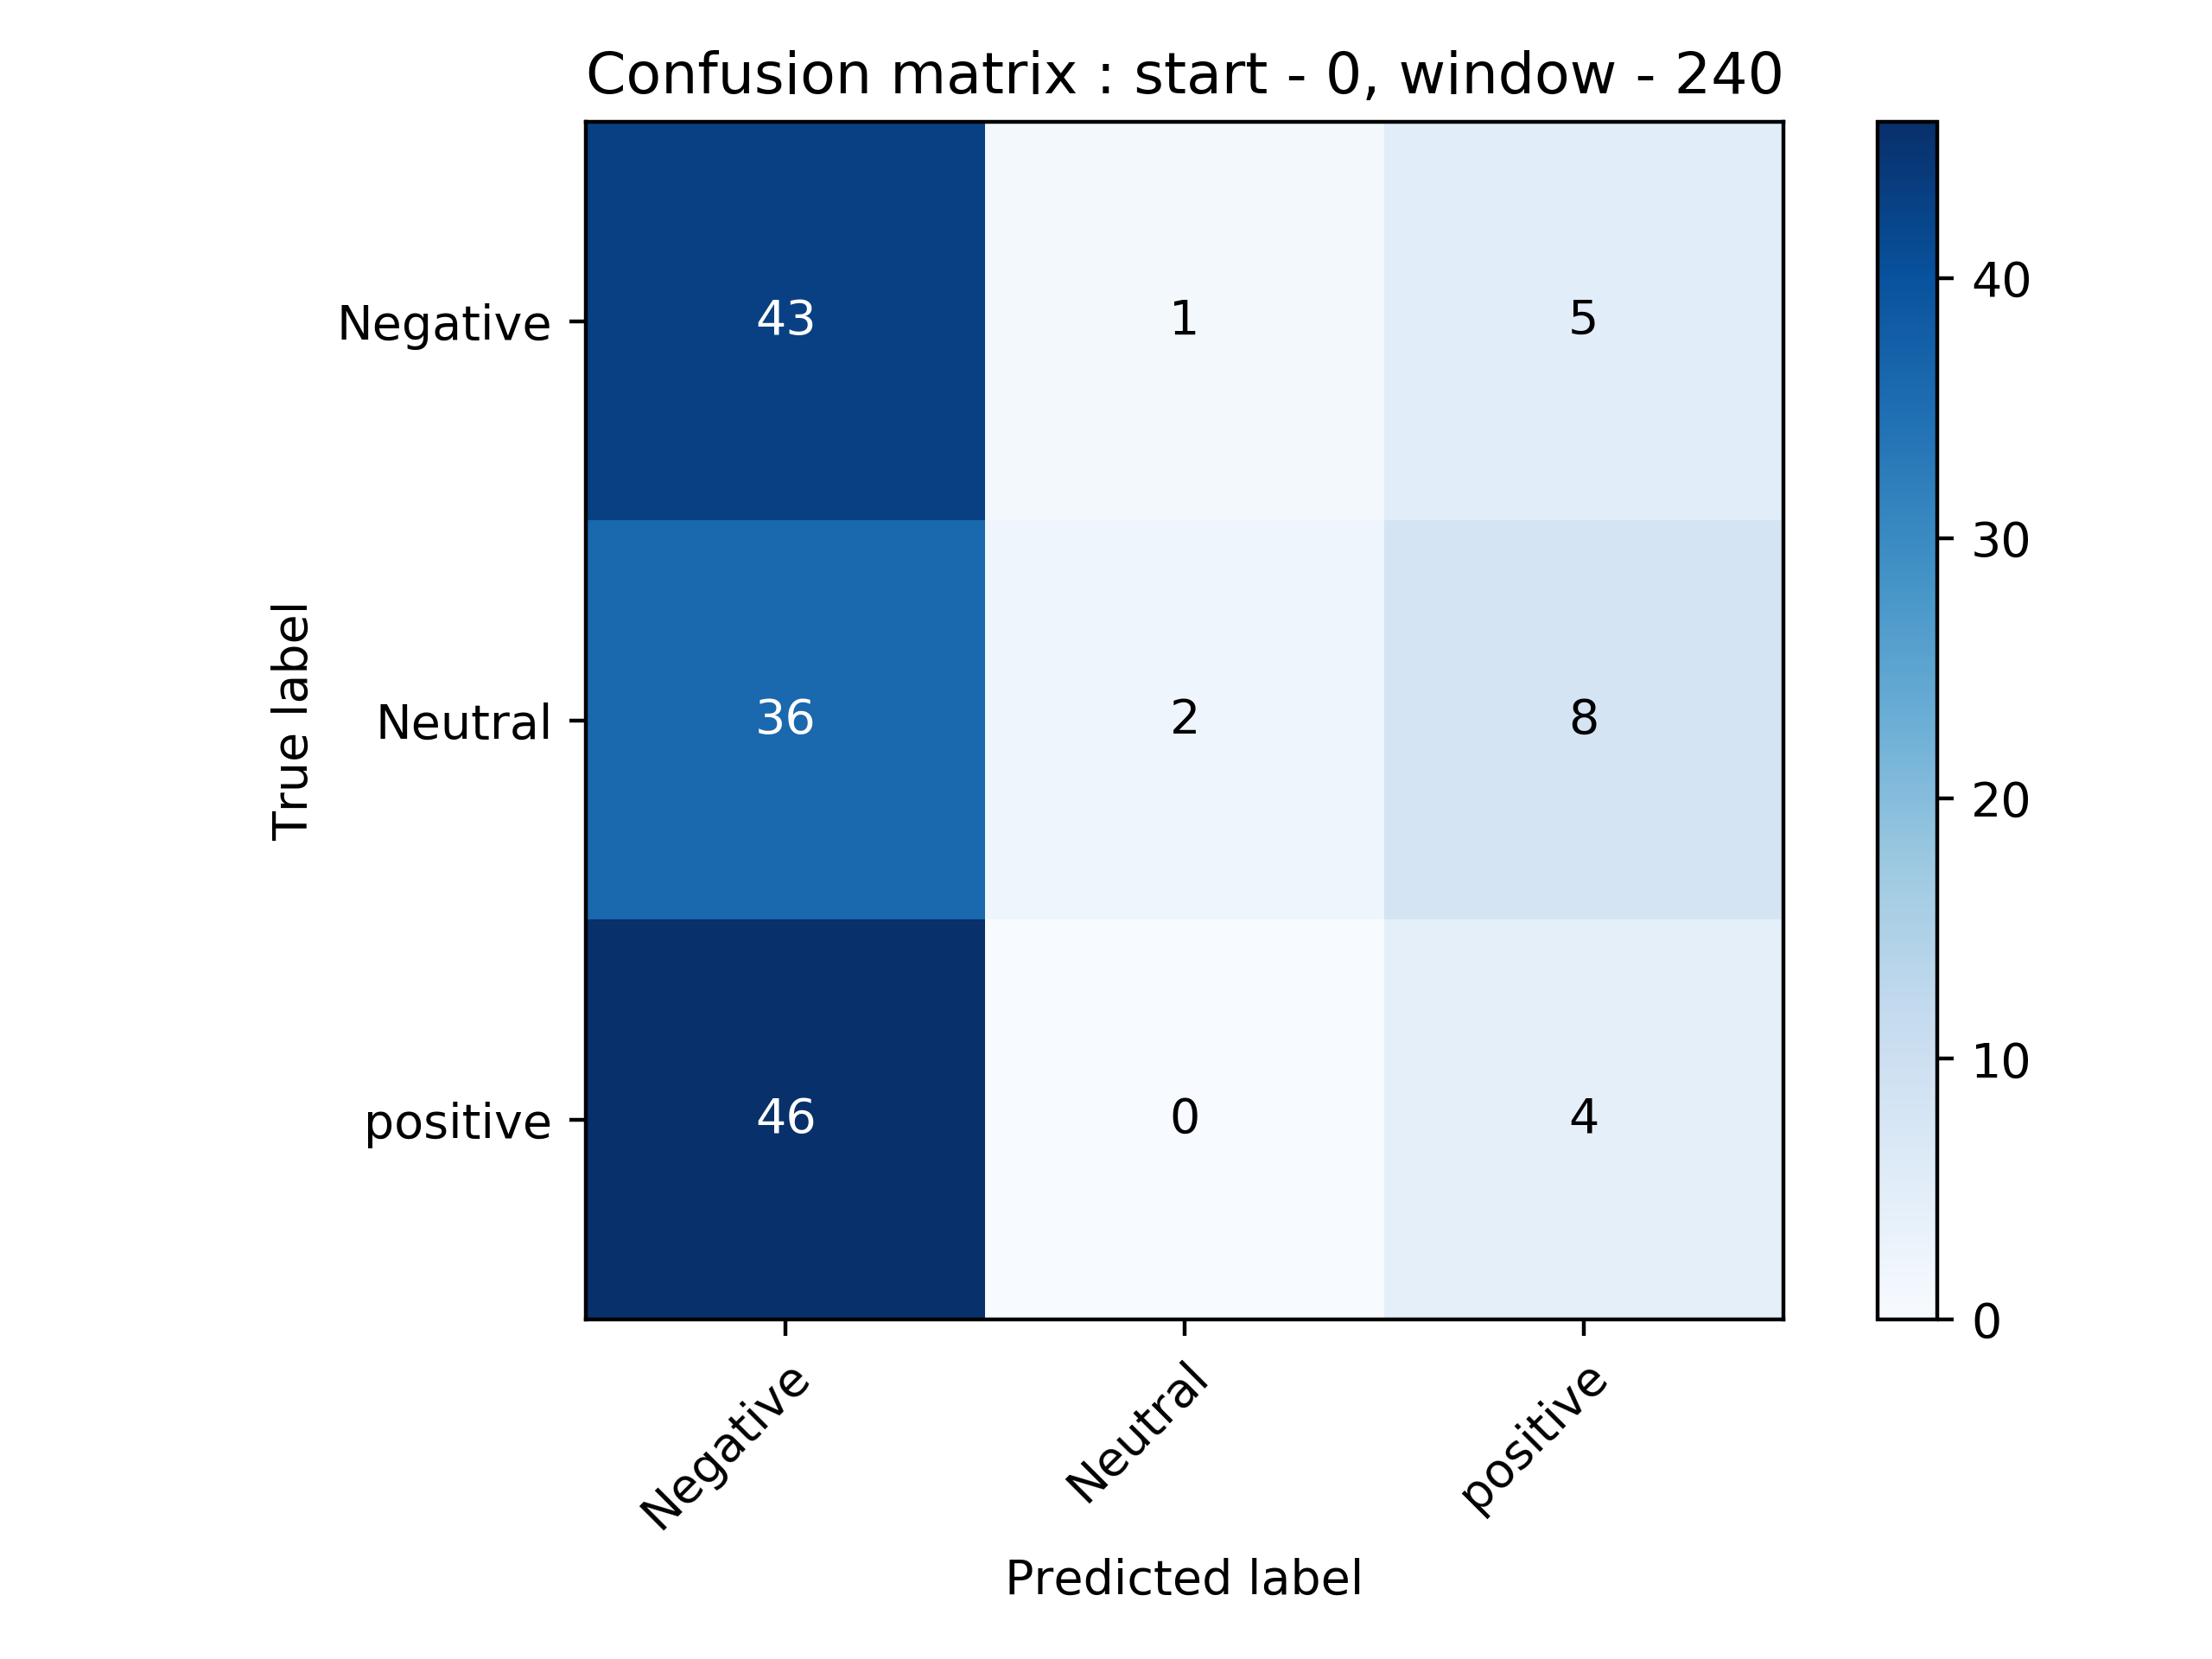 Confusion matrix : start - 0, window - 240
True label
Negative
43
1
5
Neutral
36
2
8
positive
46
0
4
Negative
Neutral
positive
Predicted label
40
30
20
10
0